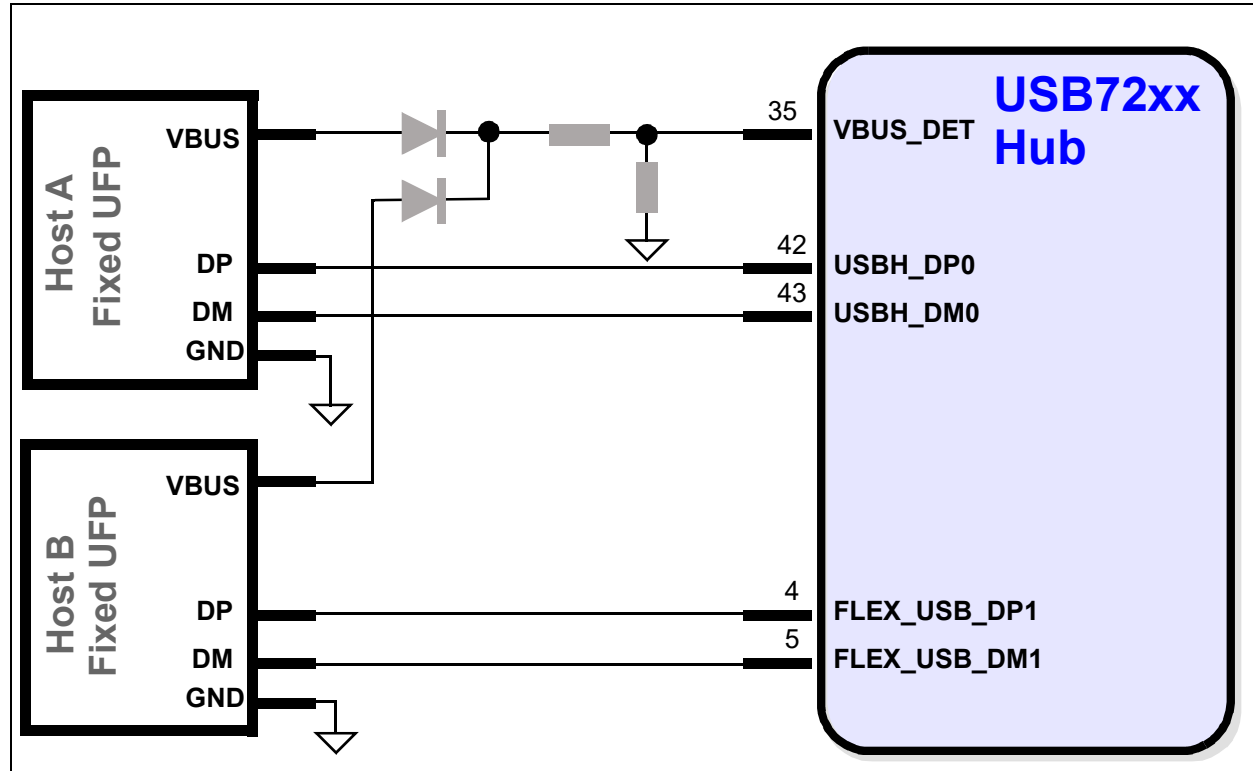 USB72xx
Hub
Host A
Fixed UFP
VBUS
DP
DM
GND
35
VBUS_DET
42
USBH_DP0
43
USBH_DM0
Host B
Fixed UFP
VBUS
DP
DM
GND
4
FLEX_USB_DP1
5
FLEX_USB_DM1